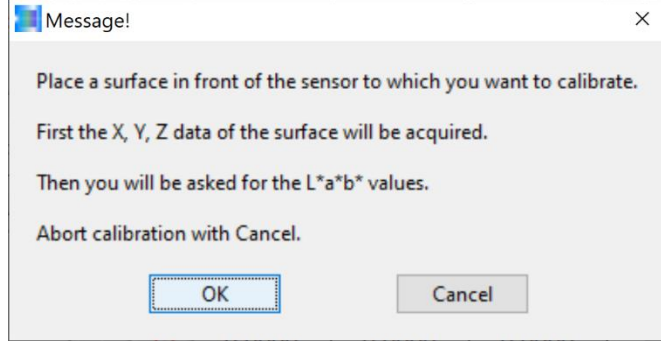 Message!
Place a surface in front of the sensor to which you want to calibrate.
First the X, Y, Z data of the surface will be acquired.
Then you will be asked for the L*a*b* values.
Abort calibration with Cancel.
OK
Cancel